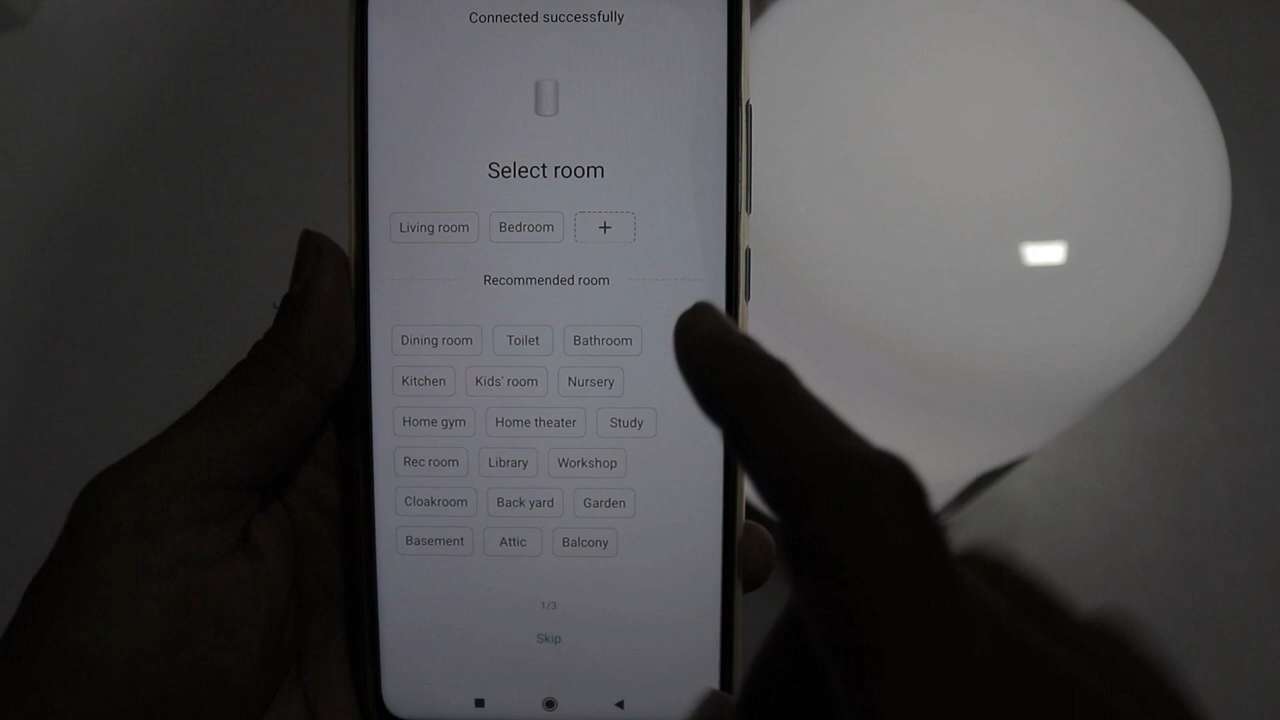 Connected successfully
Select room
Living room Bedroom +
Recommended room
Dining room Toilet Bathroom
Kitchen Kids' room Nursery
Home gym Home theater Study
Rec room Library Workshop
Cloakroom Back yard Garden
Basement Attic Balcony
1/3
Skip